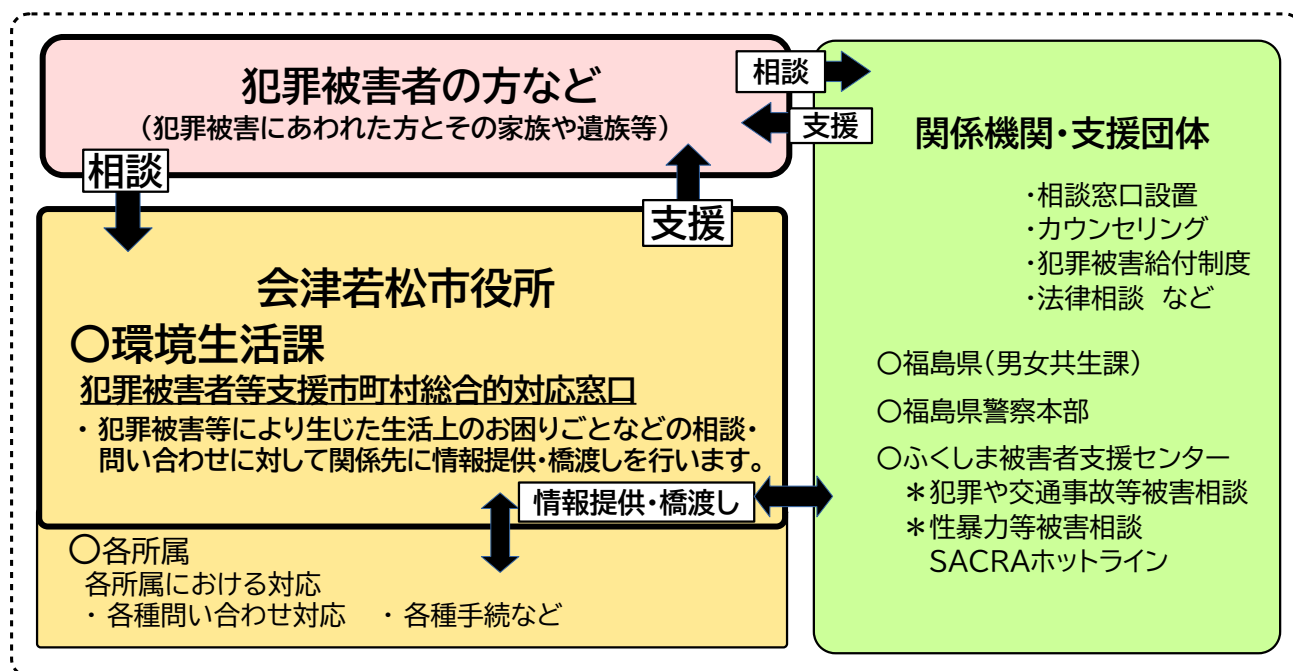 犯罪被害者の方など
（犯罪被害にあわれた方とその家族や遺族等）
相談
支援
相談
支援
会津若松市役所
〇環境生活課
犯罪被害者等支援市町村総合的対応窓口
・ 犯罪被害等により生じた生活上のお困りごとなどの相談・
問い合わせに対して関係先に情報提供・橋渡しを行います。
情報提供・橋渡し
〇各所属
各所属における対応
・ 各種問い合わせ対応　・ 各種手続など
関係機関・支援団体
・相談窓口設置
・カウンセリング
・犯罪被害給付制度
・法律相談　など
〇福島県（男女共生課）
〇福島県警察本部
〇ふくしま被害者支援センター
＊犯罪や交通事故等被害相談
＊性暴力等被害相談
SACRAホットライン